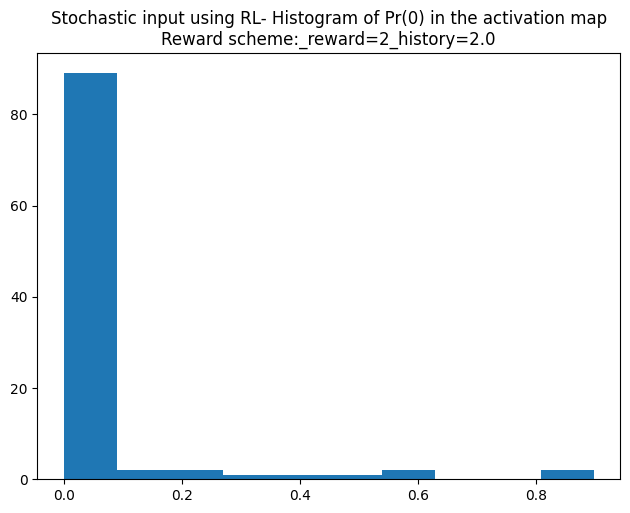 Stochastic input using RL- Histogram of Pr(0) in the activation map
Reward scheme:_reward=2_history=2.0
80
60
40
20
0
0.0 0.2 0.4 0.6 0.8